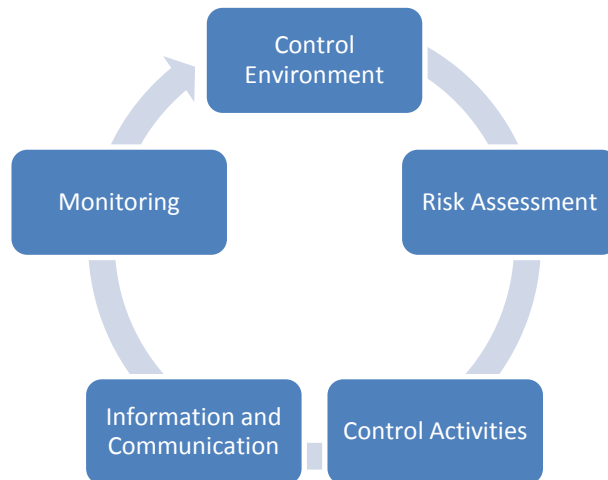 Control
Environment
Risk Assessment
Control Activities
Information and
Communication
Monitoring